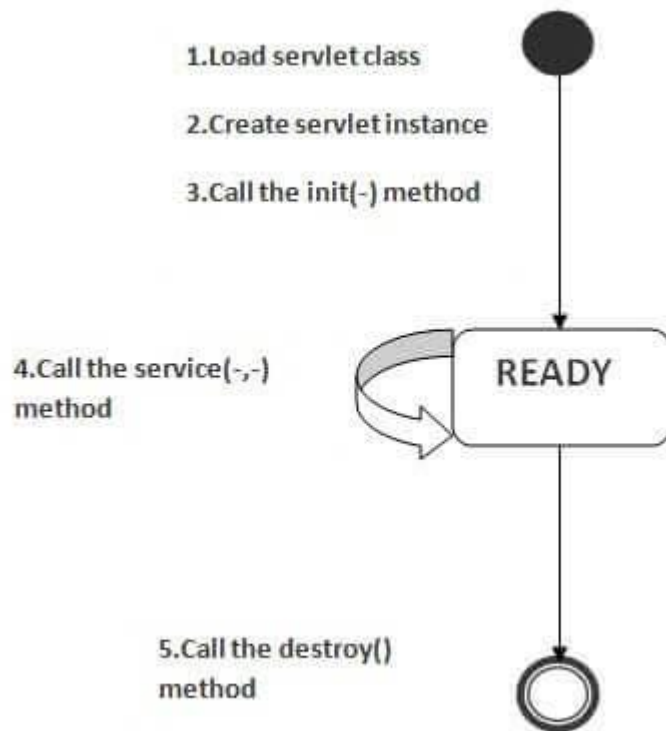 1.Load servlet class
2.Create servlet instance
3.Call the init(-) method
4.Call the service(-,-)
method
READY
5.Call the destroy()
method